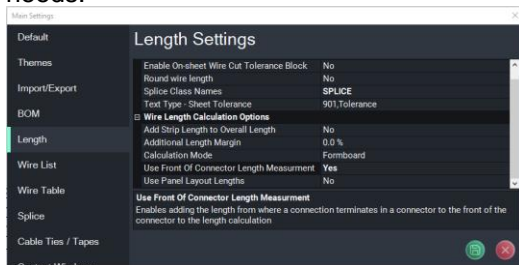 Main Settings
Default
Themes
Import/Export
BOM
Length
Wire List
Wire Table
Splice
Cable Ties / Tapes
Length Settings
Enable On-sheet Wire Cut Tolerance Block No
Round wire length No
Splice Class Names SPLICE
Text Type - Sheet Tolerance 901,Tolerance
Wire Length Calculation Options
Add Strip Length to Overall Length No
Additional Length Margin 0.0 %
Calculation Mode Formboard
Use Front Of Connector Length Measurment Yes
Use Panel Layout Lengths No
Use Front Of Connector Length Measurment
Enables adding the length from where a connection terminates in a connector to the front of the
connector to the length calculation